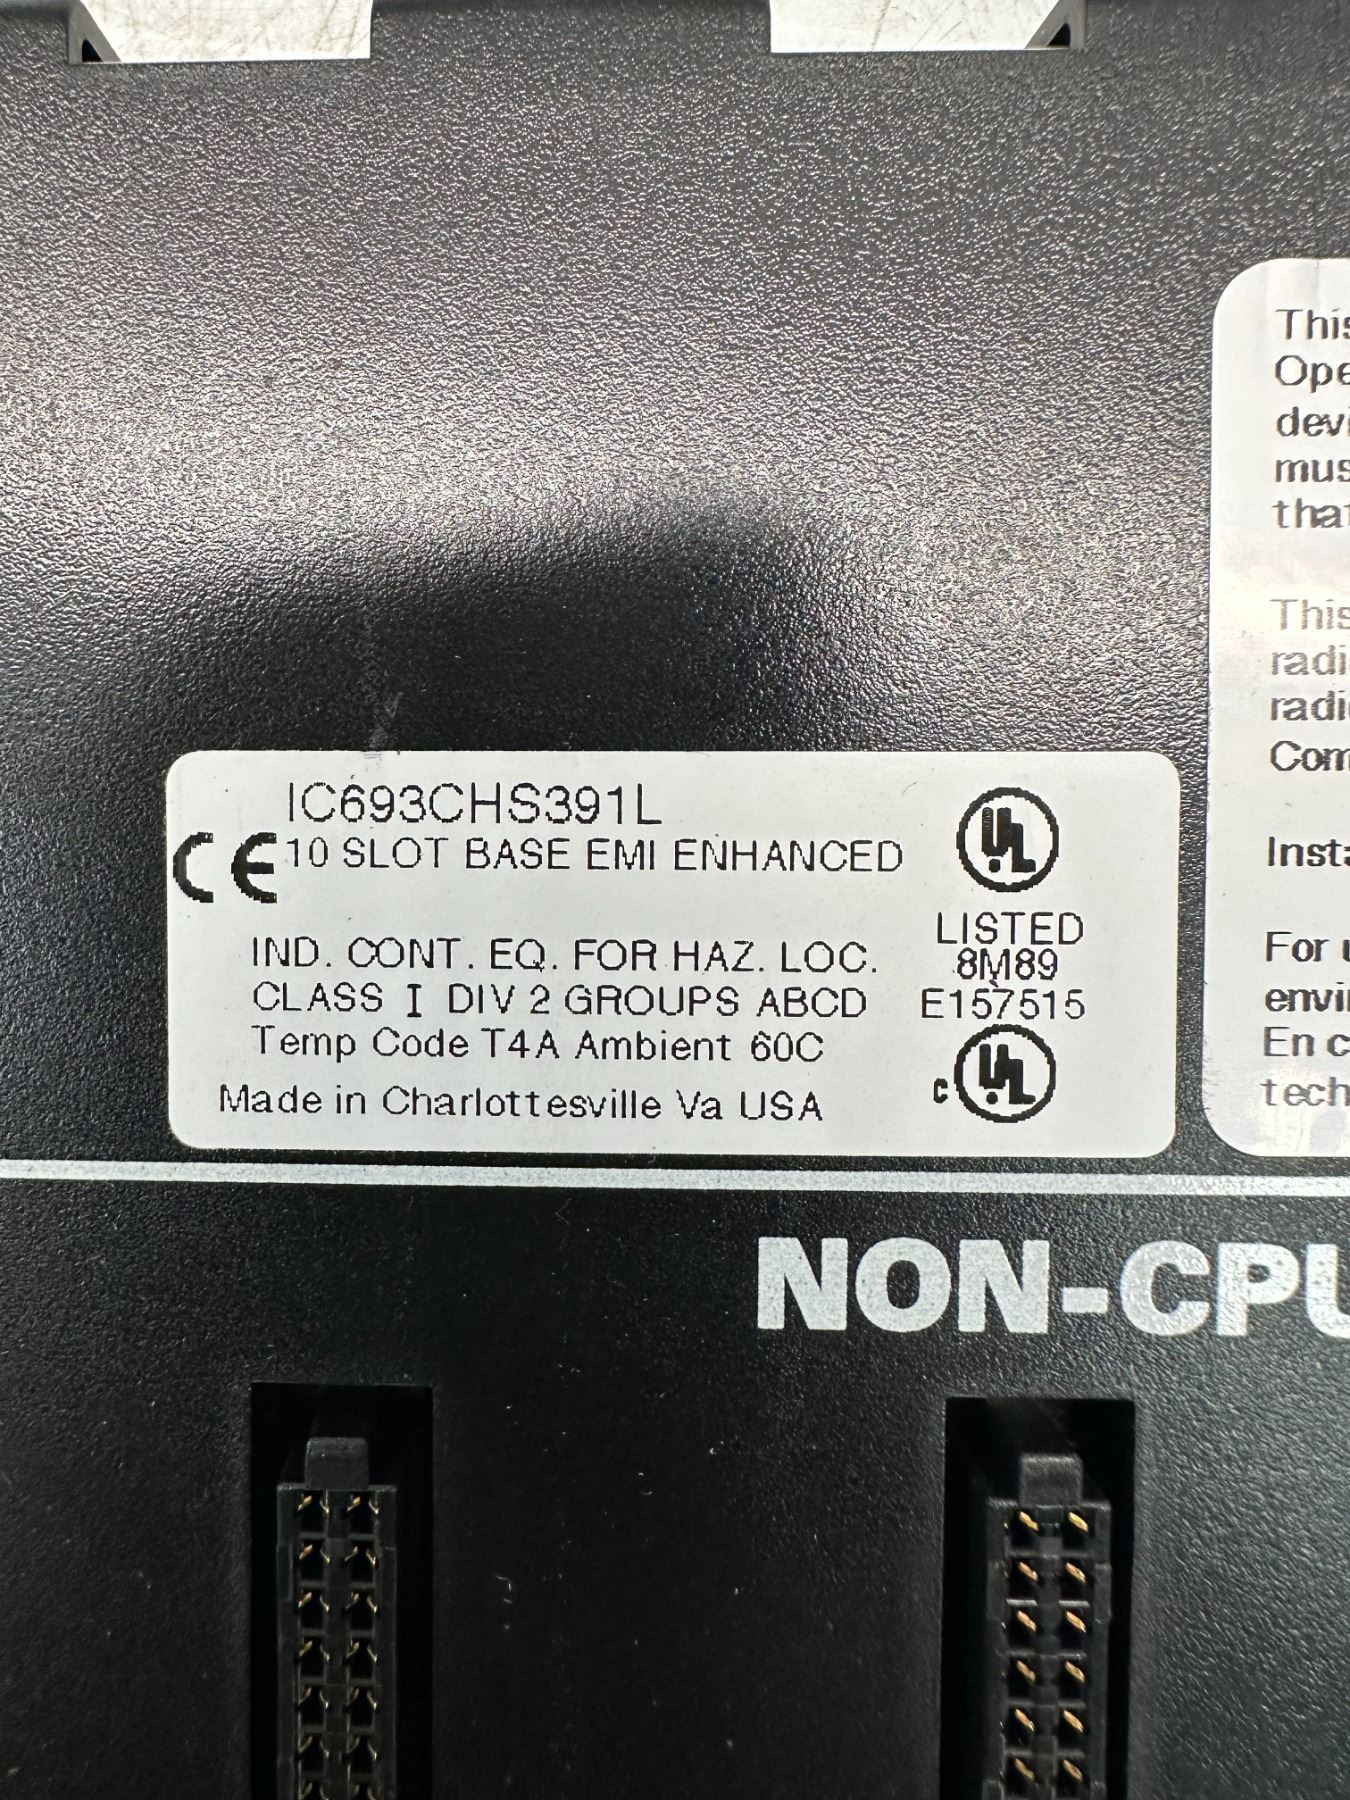 IC693CHS391L
CE 10 SLOT BASE EMI ENHANCED
IND. CONT. EQ. FOR HAZ. LOC.
CLASS I DIV 2 GROUPS ABCD
Temp Code T4A Ambient 60C
Made in Charlottesville Va USA
UL
LISTED
8M89
E157515
c UL
This
Ope
devi
mus
that
This
radi
radi
Com
Insta
For u
envi
En c
tech
NON-CPU